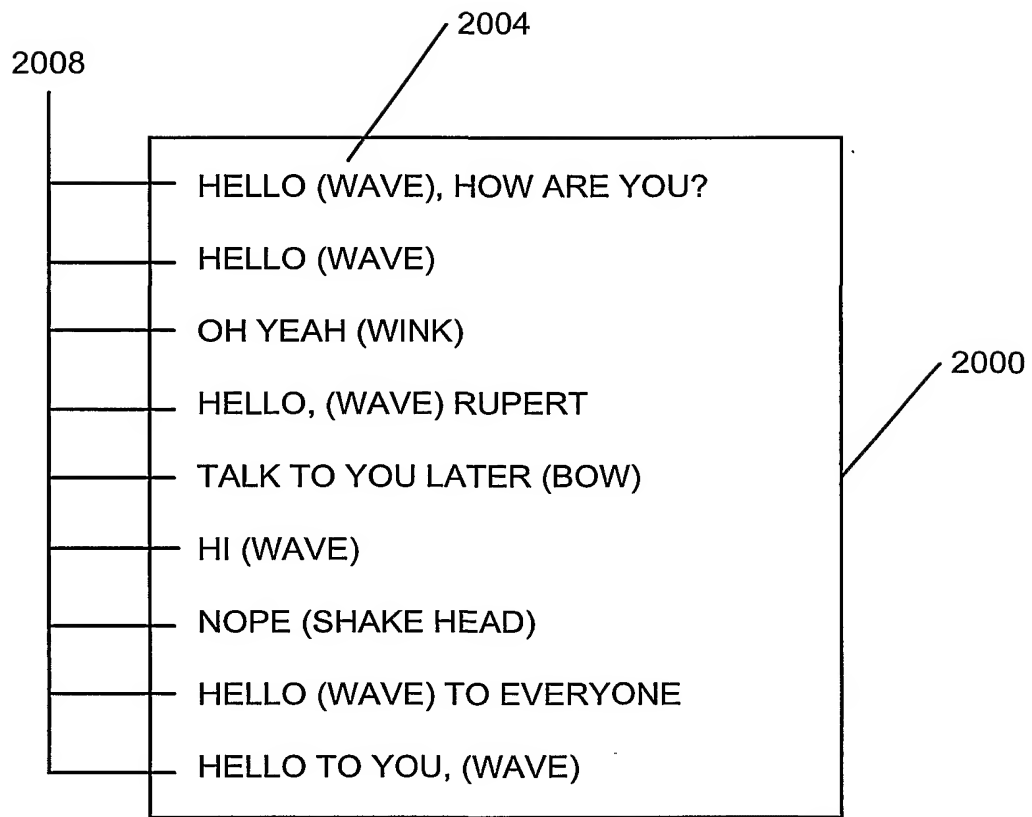 2004
2008
HELLO (WAVE), HOW ARE YOU?
HELLO (WAVE)
OH YEAH (WINK)
HELLO, (WAVE) RUPERT
2000
TALK TO YOU LATER (BOW)
HI (WAVE)
NOPE (SHAKE HEAD)
HELLO (WAVE) TO EVERYONE
HELLO TO YOU, (WAVE)